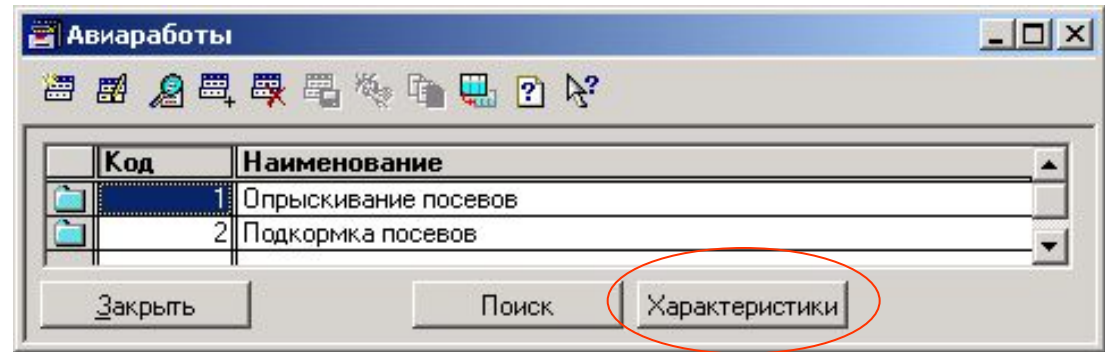 Авиаработы
Код Наименование
1 Опрыскивание посевов
2 Подкормка посевов
Закрыть Поиск Характеристики